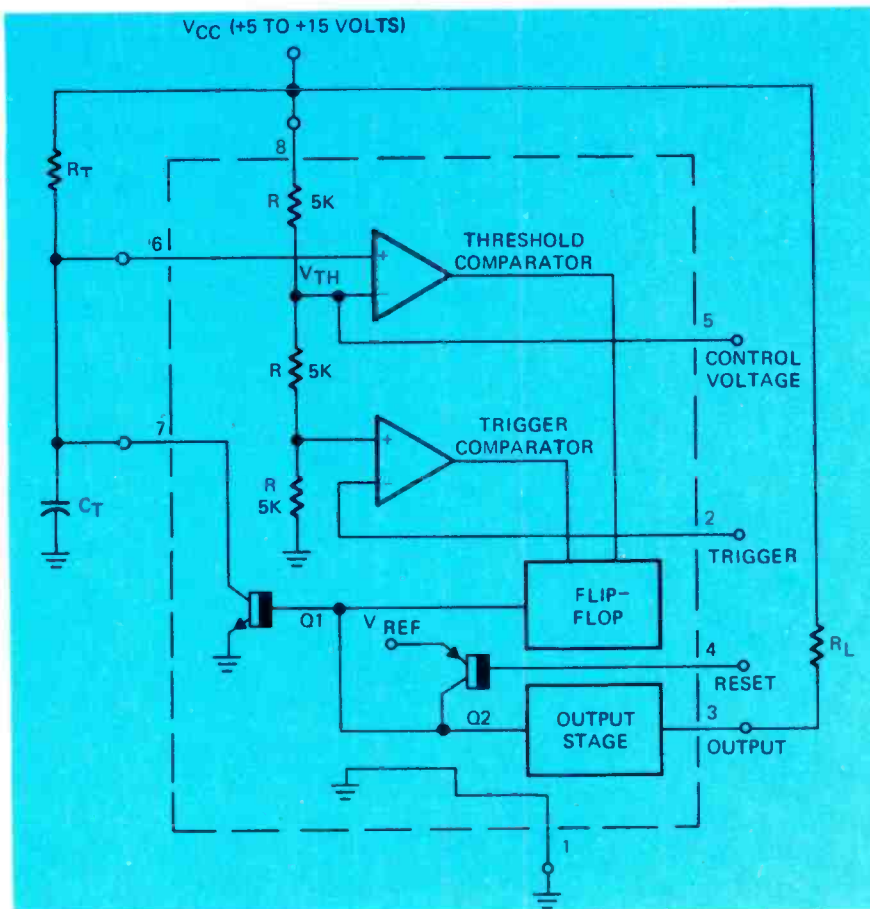 VCC (+5 TO +15 VOLTS)
8
RT
R 5K
6
THRESHOLD
COMPARATOR
VTH
+
−
5
CONTROL
VOLTAGE
R 5K
7
TRIGGER
COMPARATOR
+
−
R
5K
CT
2
TRIGGER
FLIP-
FLOP
Q1
VREF
RL
4
RESET
Q2
OUTPUT
STAGE
3
OUTPUT
1